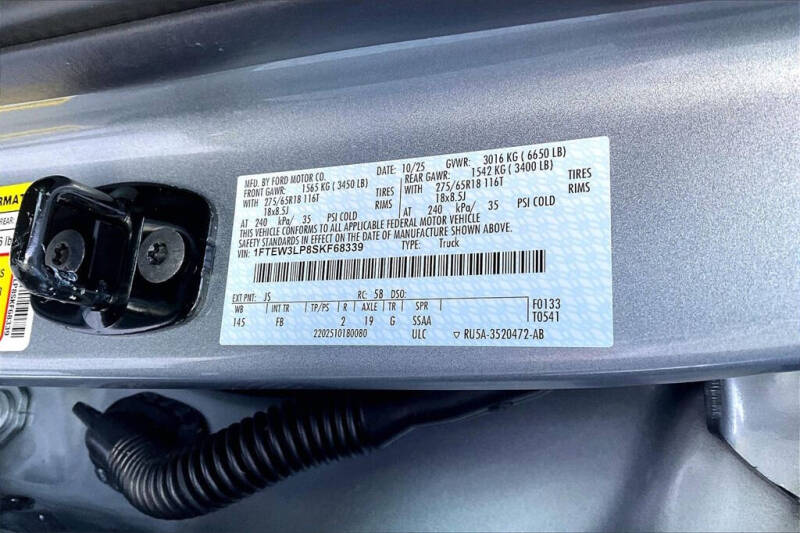 MFD. BY FORD MOTOR CO.
DATE: 10/25 GVWR: 3016 KG ( 6650 LB)
FRONT GAWR: 1565 KG ( 3450 LB)
REAR GAWR: 1542 KG ( 3400 LB)
WITH 275/65R18 116T TIRES
WITH 275/65R18 116T TIRES
18x8.5J RIMS
18x8.5J RIMS
AT 240 kPa/ 35 PSI COLD
AT 240 kPa/ 35 PSI COLD
THIS VEHICLE CONFORMS TO ALL APPLICABLE FEDERAL MOTOR VEHICLE
SAFETY AND THEFT PREVENTION STANDARDS IN EFFECT ON THE DATE OF MANUFACTURE SHOWN ABOVE.
VIN: 1FTEW3LP8SKF68339 TYPE: Truck
EXT PNT: JS RC: 58 DSO:
WB INT TR TP/PS R AXLE TR SPR
145 FB 2 19 G SSAA
F0133
T0541
2202510180080 ULC RU5A-3520472-AB